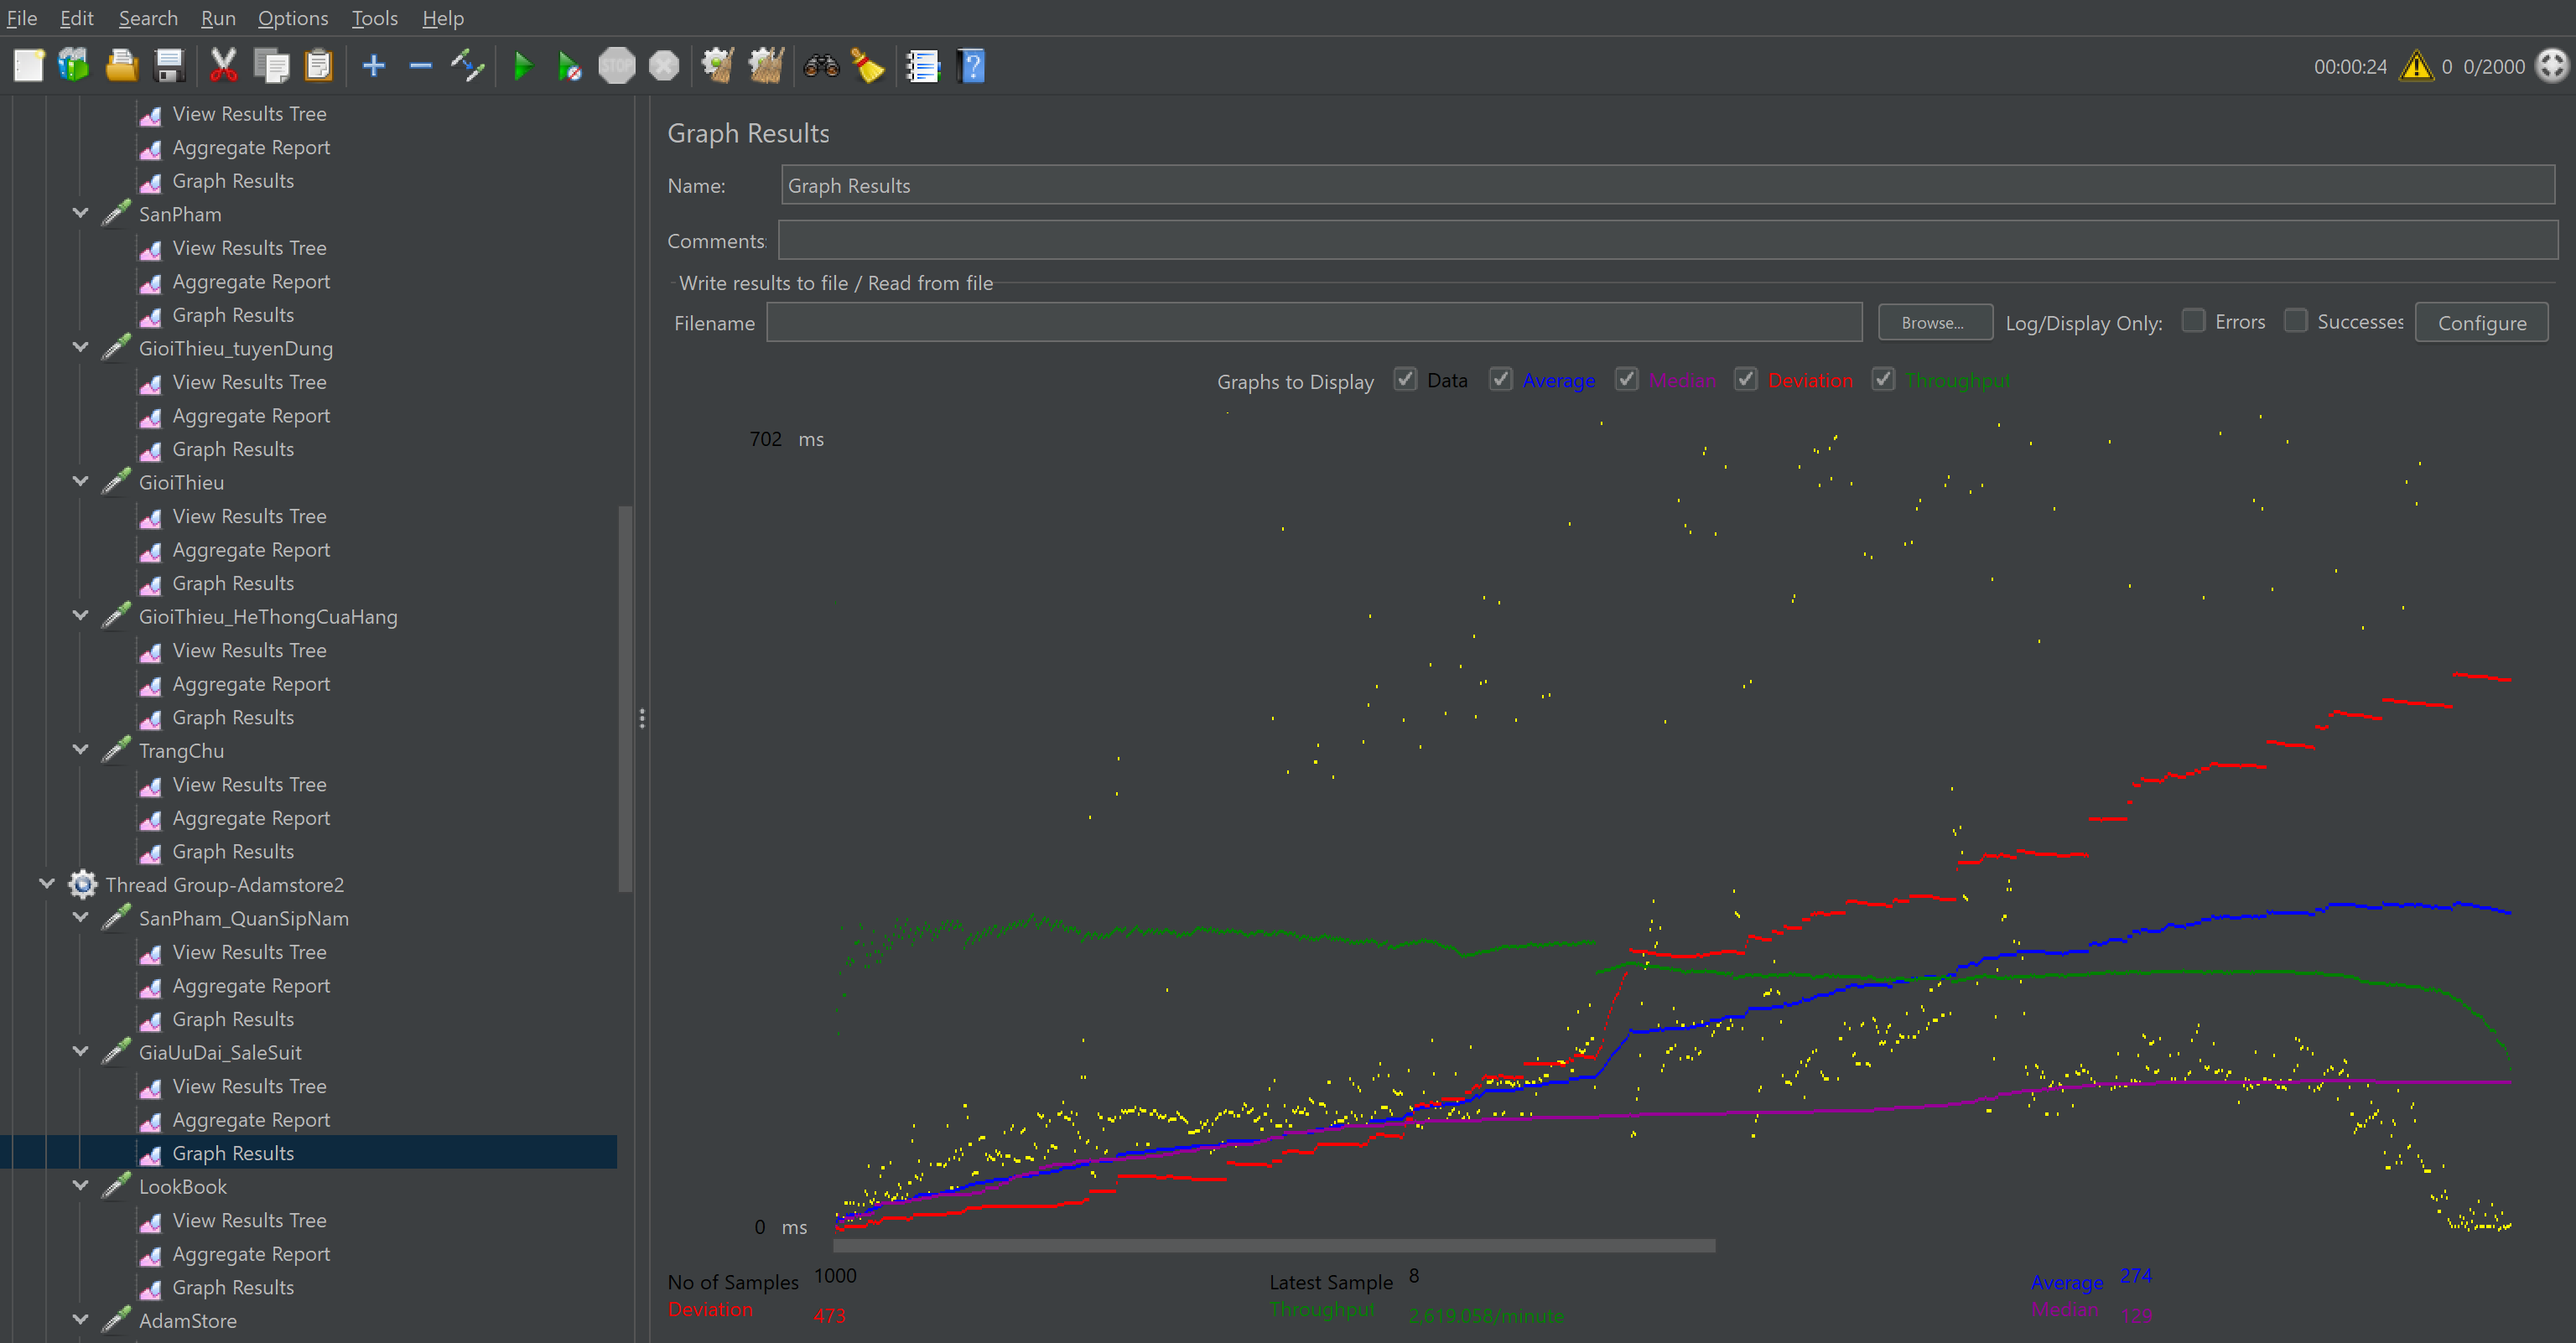 File Edit Search Run Options Tools Help
STOP
00:00:24 0 0/2000
View Results Tree
Aggregate Report
Graph Results
SanPham
View Results Tree
Aggregate Report
Graph Results
GioiThieu_tuyenDung
View Results Tree
Aggregate Report
Graph Results
GioiThieu
View Results Tree
Aggregate Report
Graph Results
GioiThieu_HeThongCuaHang
View Results Tree
Aggregate Report
Graph Results
TrangChu
View Results Tree
Aggregate Report
Graph Results
Thread Group-Adamstore2
SanPham_QuanSipNam
View Results Tree
Aggregate Report
Graph Results
GiaUuDai_SaleSuit
View Results Tree
Aggregate Report
Graph Results
LookBook
View Results Tree
Aggregate Report
Graph Results
AdamStore
Graph Results
Name: Graph Results
Comments:
Write results to file / Read from file
Filename Browse... Log/Display Only: Errors Successes Configure
Graphs to Display Data Average Median Deviation Throughput
702 ms
0 ms
No of Samples 1000 Latest Sample 8 Average 274
Deviation 473 Throughput 2,619,058/minute Median 129